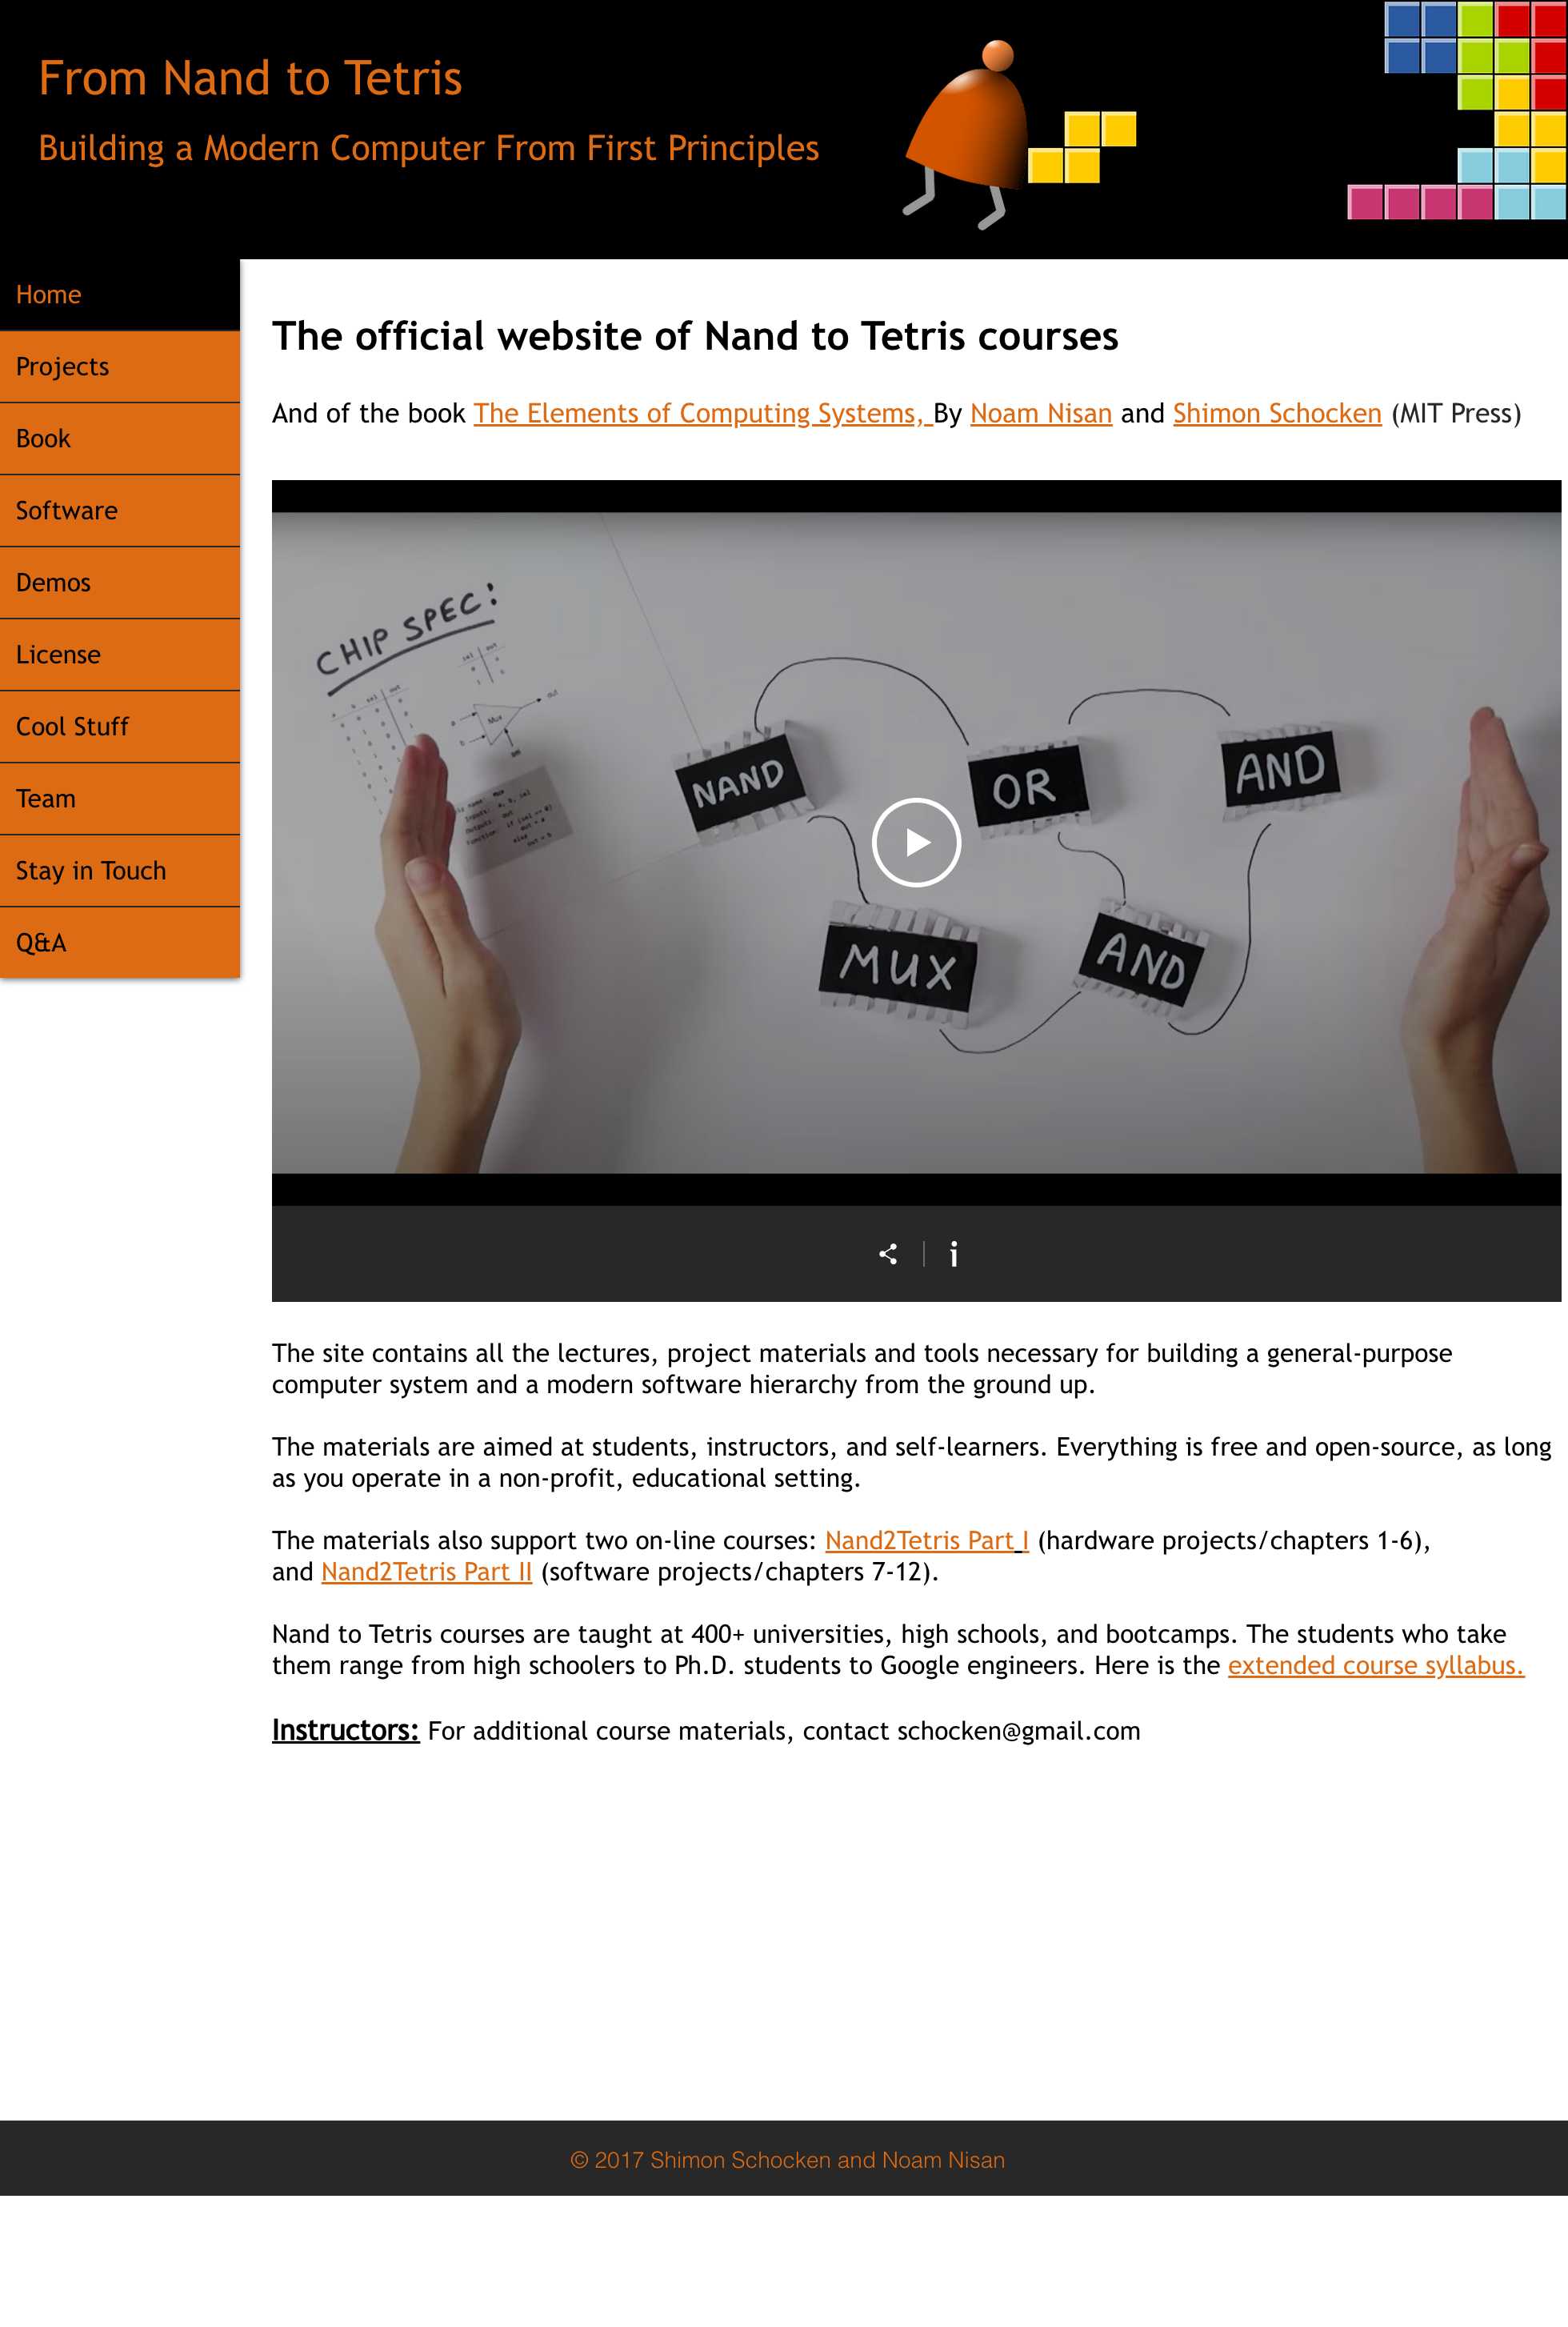 From Nand to Tetris
Building a Modern Computer From First Principles
Home
Projects
Book
Software
Demos
License
Cool Stuff
Team
Stay in Touch
Q&A
The official website of Nand to Tetris courses
And of the book The Elements of Computing Systems, By Noam Nisan and Shimon Schocken (MIT Press)
CHIP SPEC:
NAND
OR
AND
MUX
AND
Mux
out
The site contains all the lectures, project materials and tools necessary for building a general-purpose
computer system and a modern software hierarchy from the ground up.
The materials are aimed at students, instructors, and self-learners. Everything is free and open-source, as long
as you operate in a non-profit, educational setting.
The materials also support two on-line courses: Nand2Tetris Part I (hardware projects/chapters 1-6),
and Nand2Tetris Part II (software projects/chapters 7-12).
Nand to Tetris courses are taught at 400+ universities, high schools, and bootcamps. The students who take
them range from high schoolers to Ph.D. students to Google engineers. Here is the extended course syllabus.
Instructors: For additional course materials, contact schocken@gmail.com
© 2017 Shimon Schocken and Noam Nisan